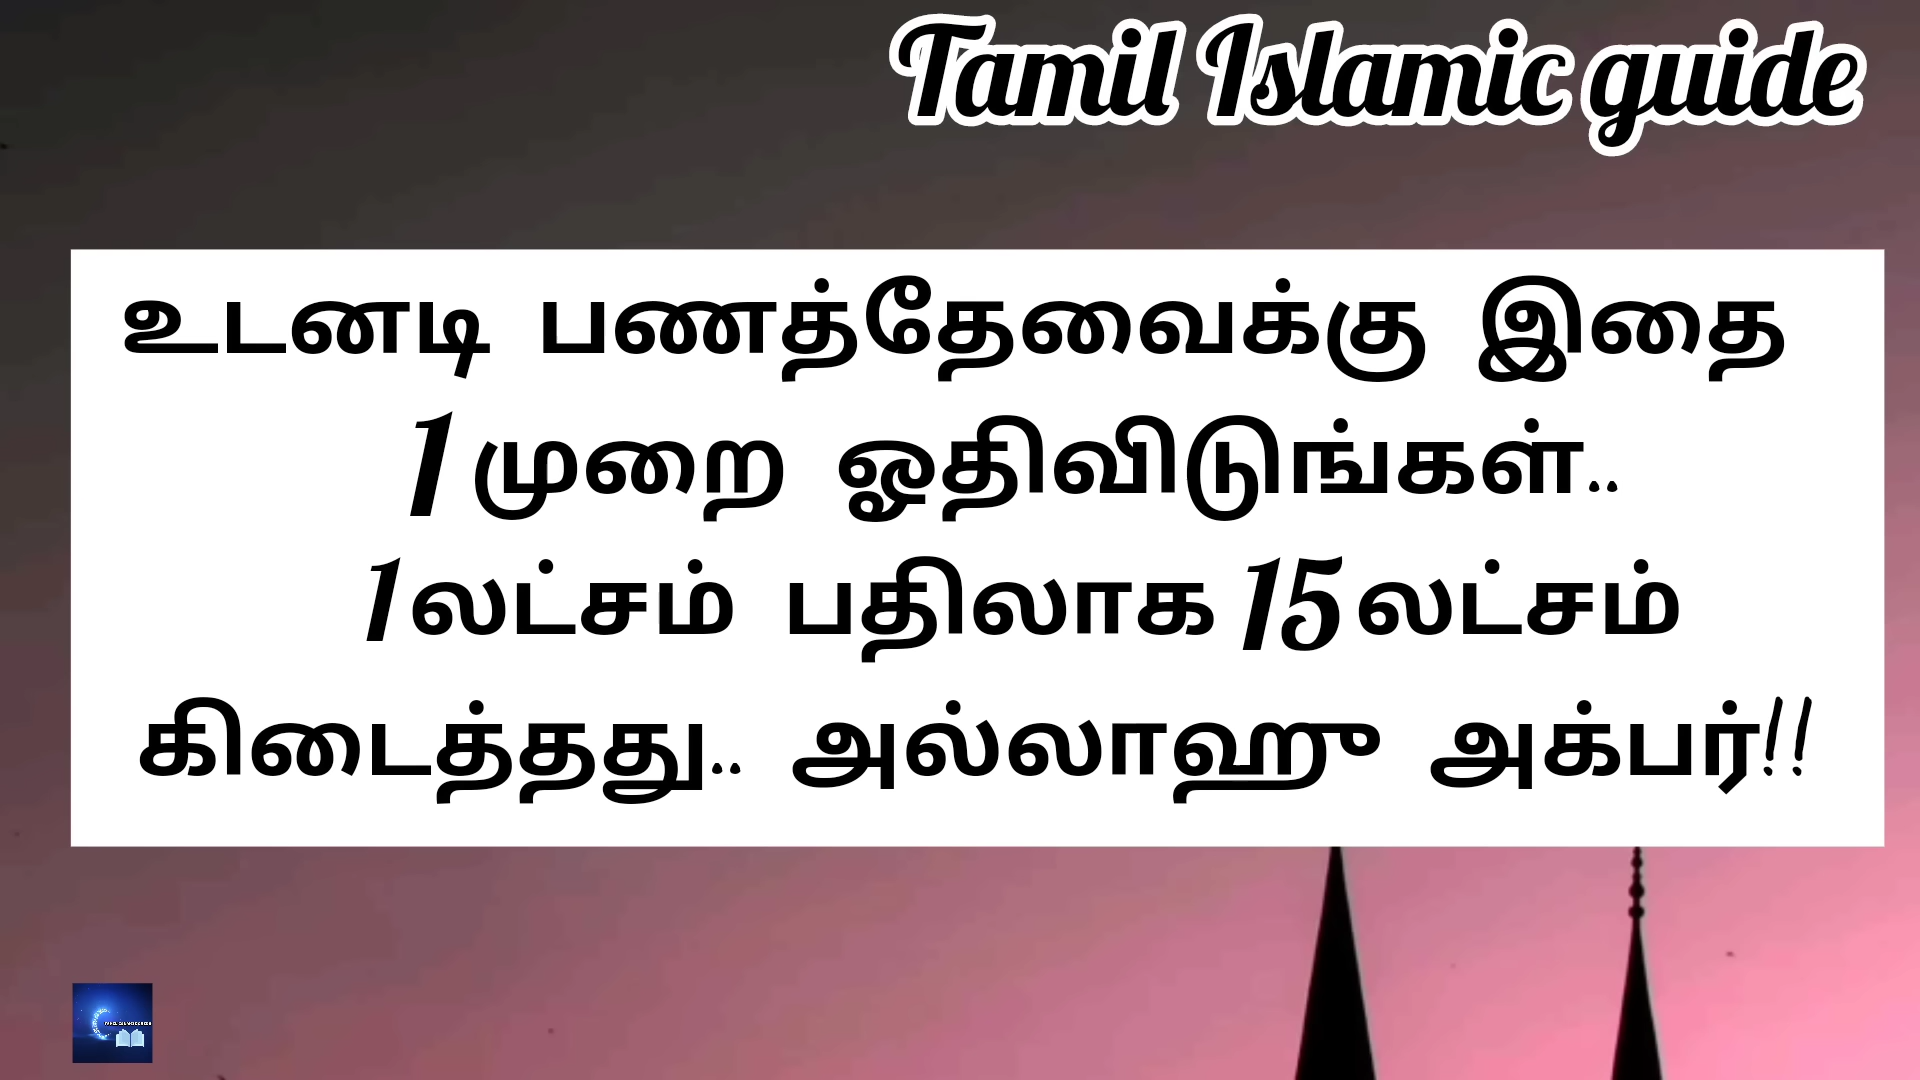 Tamil Islamic guide
உடனடி பணத்தேவைக்கு இதை
1 முறை ஓதிவிடுங்கள்..
1 லட்சம் பதிலாக 15 லட்சம்
கிடைத்தது.. அல்லாஹு அக்பர்!!